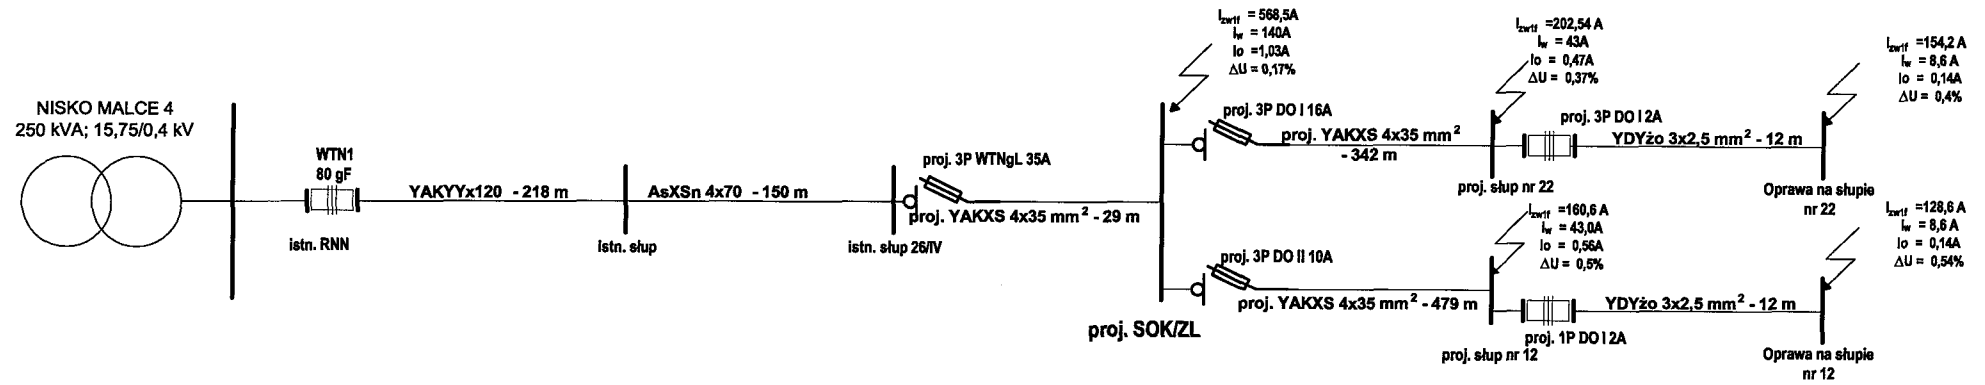 NISKO MALCE 4
250 kVA; 15,75/0,4 kV
WTN1
80 gF
istn. RNN
YAKYYx120 - 218 m
istn. słup
AsXSn 4x70 - 150 m
istn. słup 26/IV
proj. 3P WTNgL 35A
proj. YAKXS 4x35 mm² - 29 m
proj. SOK/ZL
Izw1f = 568,5A
Iw = 140A
Io =1,03A
ΔU = 0,17%
proj. 3P DO I 16A
proj. YAKXS 4x35 mm²
- 342 m
Izw1f =202,54 A
Iw = 43A
Io = 0,47A
ΔU = 0,37%
proj. słup nr 22
proj. 3P DO I 2A
YDYżo 3x2,5 mm² - 12 m
Izw1f =154,2 A
Iw = 8,6 A
Io = 0,14A
ΔU = 0,4%
Oprawa na słupie
nr 22
proj. 3P DO II 10A
proj. YAKXS 4x35 mm² - 479 m
Izw1f =160,6 A
Iw = 43,0A
Io = 0,56A
ΔU = 0,5%
proj. słup nr 12
proj. 1P DO I 2A
YDYżo 3x2,5 mm² - 12 m
Izw1f =128,6 A
Iw = 8,6 A
Io = 0,14A
ΔU = 0,54%
Oprawa na słupie
nr 12